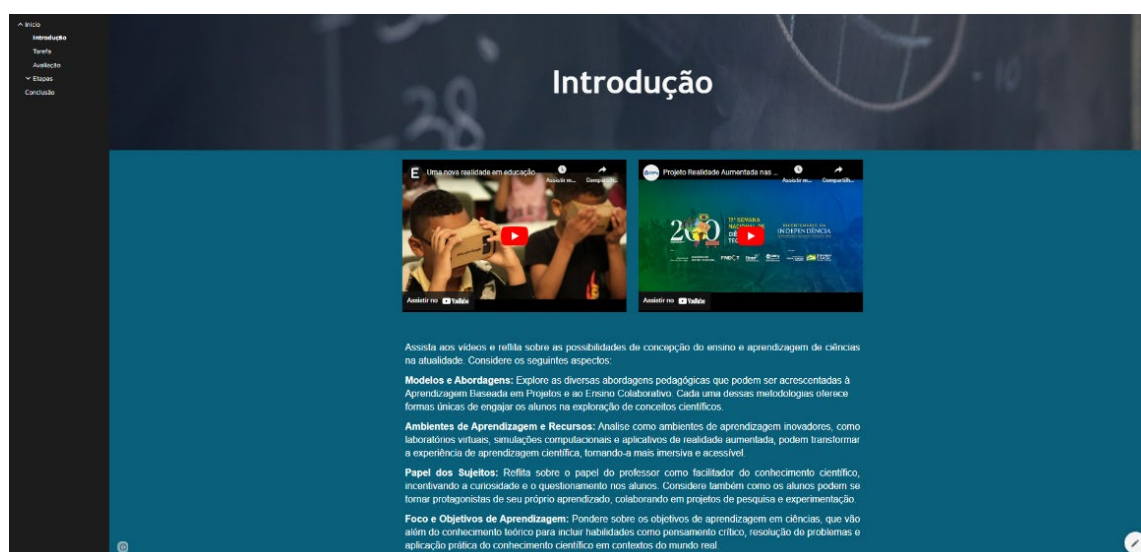 Início
Introdução
Tarefa
Avaliação
Etapas
Conclusão
Introdução
38
10
E Uma nova realidade em educação...
Assistir m... Compartilh...
Assistir no YouTube
Projeto Realidade Aumentada nas ...
Assistir m... Compartilh...
200
INDEPENDÊNCIA
Assistir no YouTube
Assista aos vídeos e reflita sobre as possibilidades de concepção do ensino e aprendizagem de ciências
na atualidade. Considere os seguintes aspectos:
Modelos e Abordagens: Explore as diversas abordagens pedagógicas que podem ser acrescentadas à
Aprendizagem Baseada em Projetos e ao Ensino Colaborativo. Cada uma dessas metodologias oferece
formas únicas de engajar os alunos na exploração de conceitos científicos.
Ambientes de Aprendizagem e Recursos: Analise como ambientes de aprendizagem inovadores, como
laboratórios virtuais, simulações computacionais e aplicativos de realidade aumentada, podem transformar
a experiência de aprendizagem científica, tornando-a mais imersiva e acessível.
Papel dos Sujeitos: Reflita sobre o papel do professor como facilitador do conhecimento científico,
incentivando a curiosidade e o questionamento nos alunos. Considere também como os alunos podem se
tornar protagonistas de seu próprio aprendizado, colaborando em projetos de pesquisa e experimentação.
Foco e Objetivos de Aprendizagem: Pondere sobre os objetivos de aprendizagem em ciências, que vão
além do conhecimento teórico para incluir habilidades como pensamento crítico, resolução de problemas e
aplicação prática do conhecimento científico em contextos do mundo real.